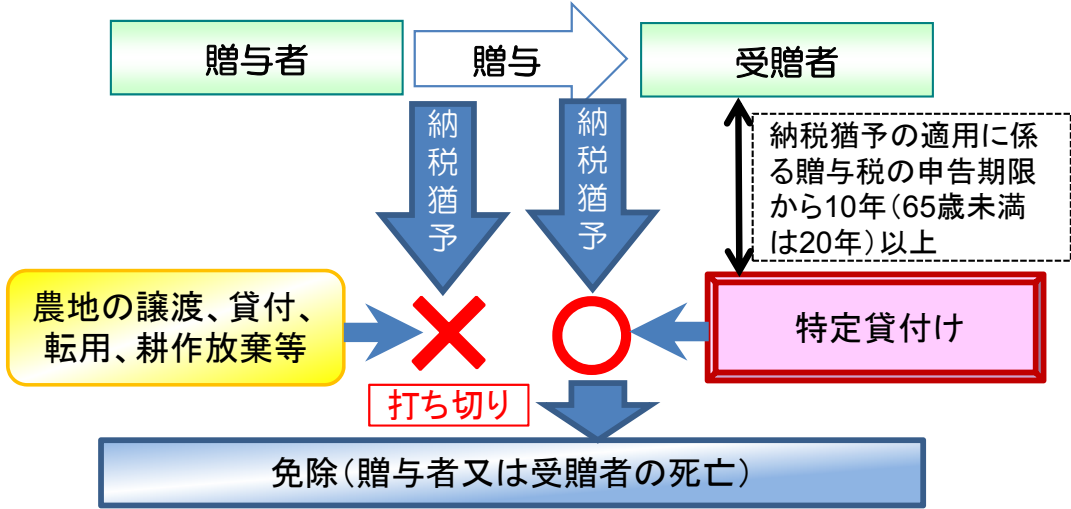 贈与者
贈与
受贈者
納税猶予
納税猶予
納税猶予の適用に係
る贈与税の申告期限
から10年(65歳未満
は20年)以上
農地の譲渡、貸付、
転用、耕作放棄等
特定貸付け
打ち切り
免除(贈与者又は受贈者の死亡)